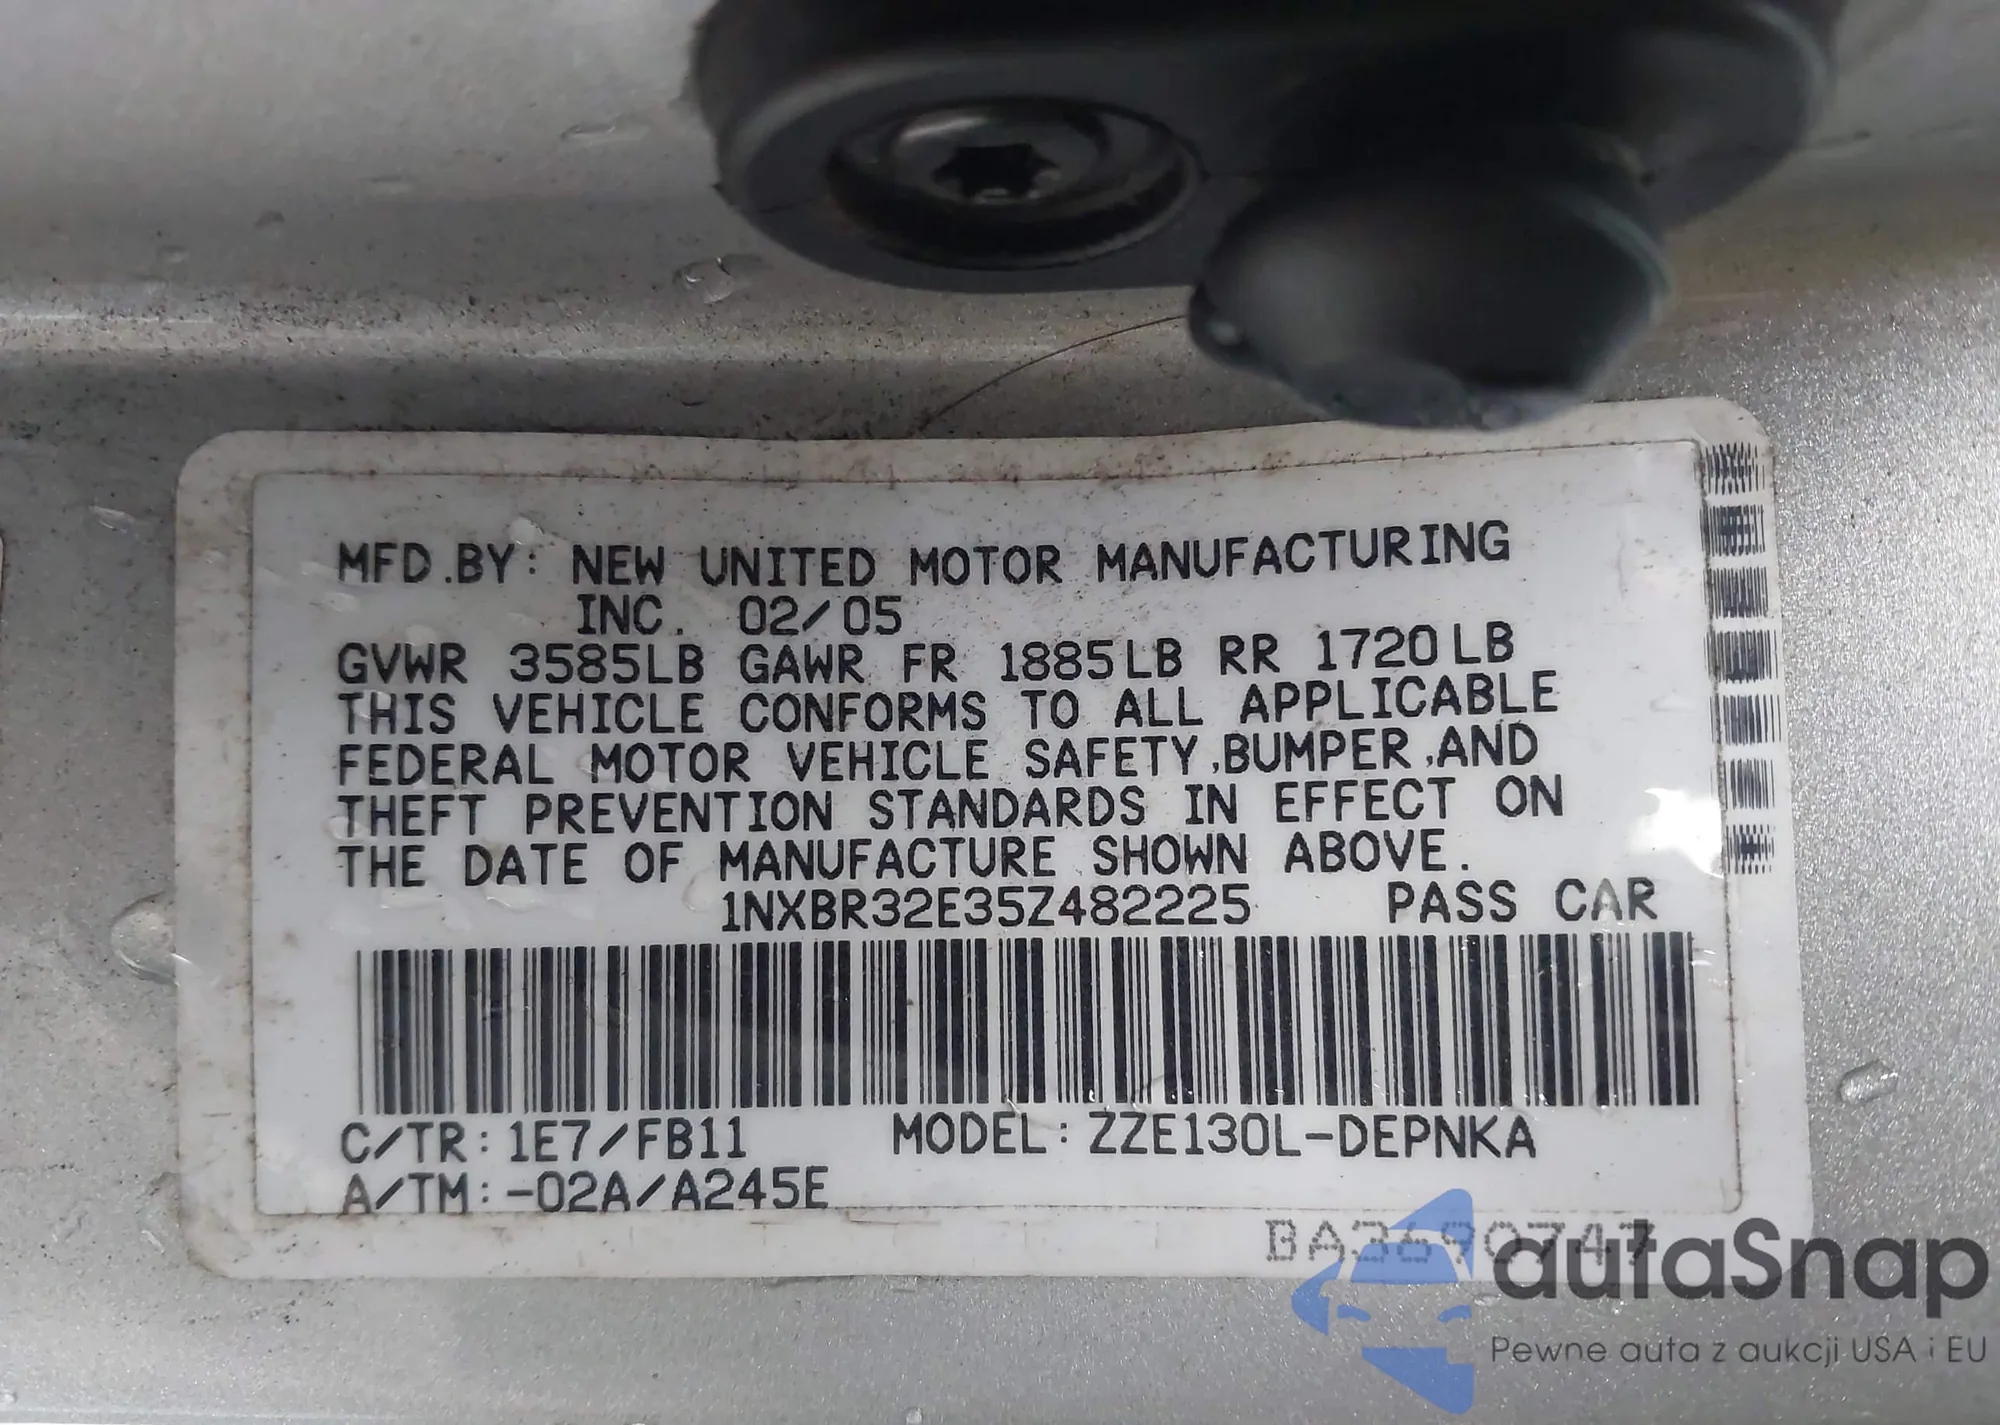 MFD.BY: NEW UNITED MOTOR MANUFACTURING
INC. 02/05
GVWR 3585LB GAWR FR 1885LB RR 1720LB
THIS VEHICLE CONFORMS TO ALL APPLICABLE
FEDERAL MOTOR VEHICLE SAFETY,BUMPER,AND
THEFT PREVENTION STANDARDS IN EFFECT ON
THE DATE OF MANUFACTURE SHOWN ABOVE.
1NXBR32E35Z482225 PASS CAR
C/TR: 1E7/FB11 MODEL: ZZE130L-DEPNKA
A/TM: -02A/A245E
BA3690747
autaSnap
Pewne auta z aukcji USA i EU